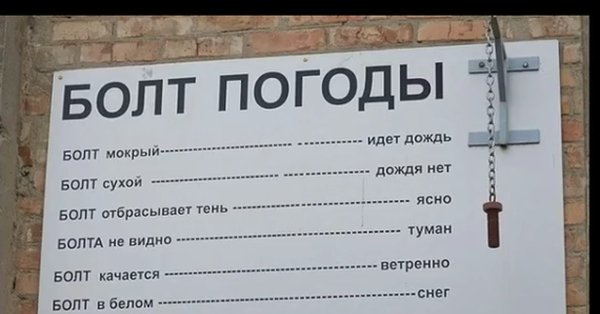 БОЛТ ПОГОДЫ
БОЛТ мокрый-------------------- ---------------идет дождь
БОЛТ сухой -------------------- --------------- дождя нет
БОЛТ отбрасывает тень --------------------------- ясно
БОЛТА не видно ----------------------------------- туман
БОЛТ качается ---------------------------------ветренно
БОЛТ в белом ---------------------------------------снег